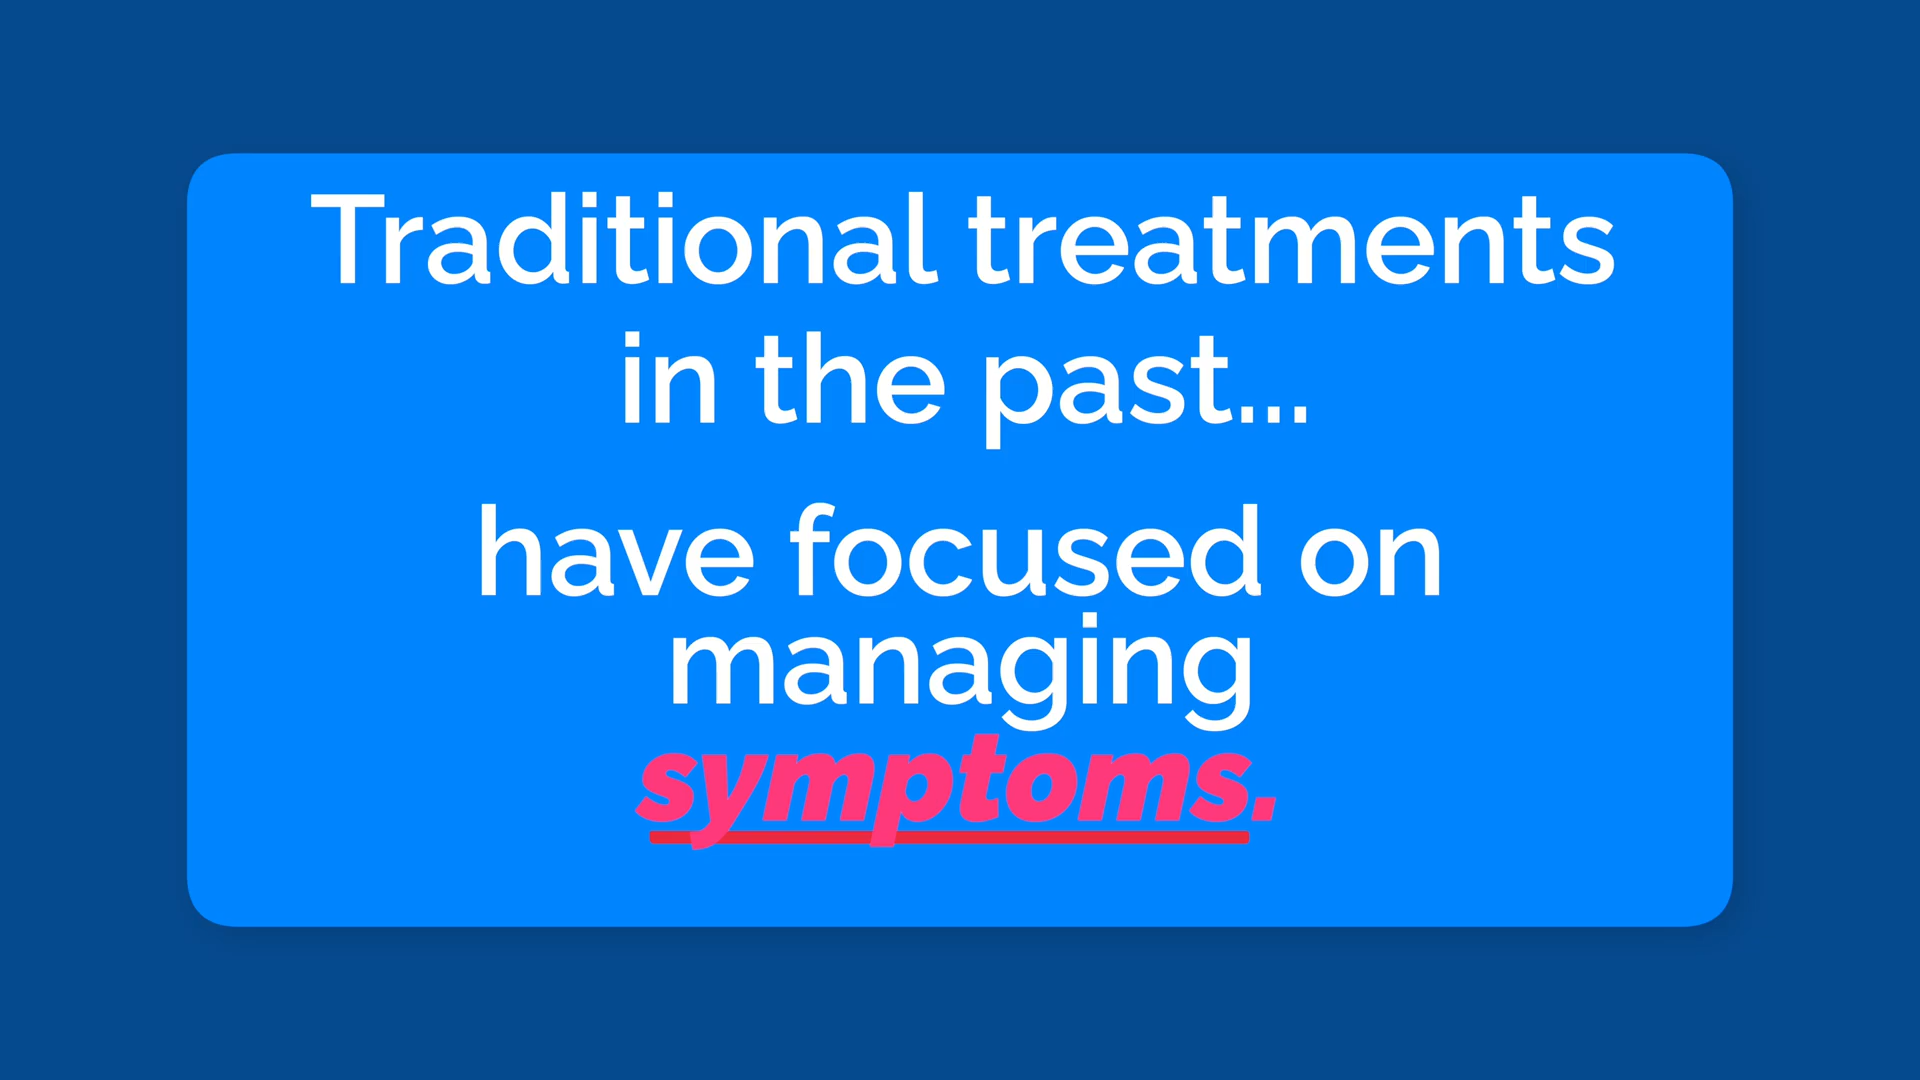 Traditional treatments
in the past...
have focused on
managing
symptoms.